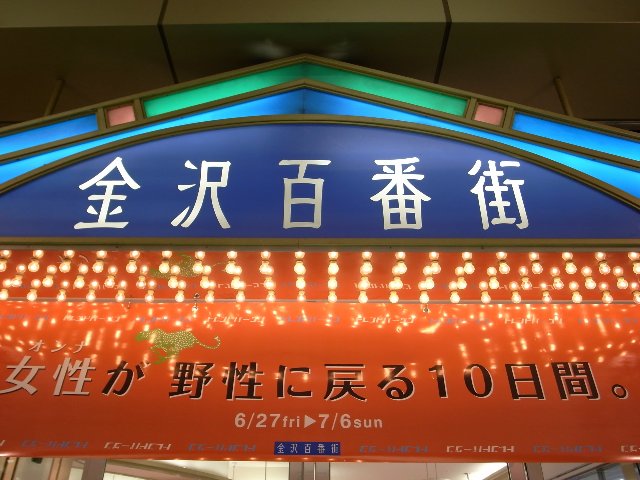 金沢百番街
オンナ
女性が野性に戻る10日間。
6/27fri▶7/6sun
金沢百番街